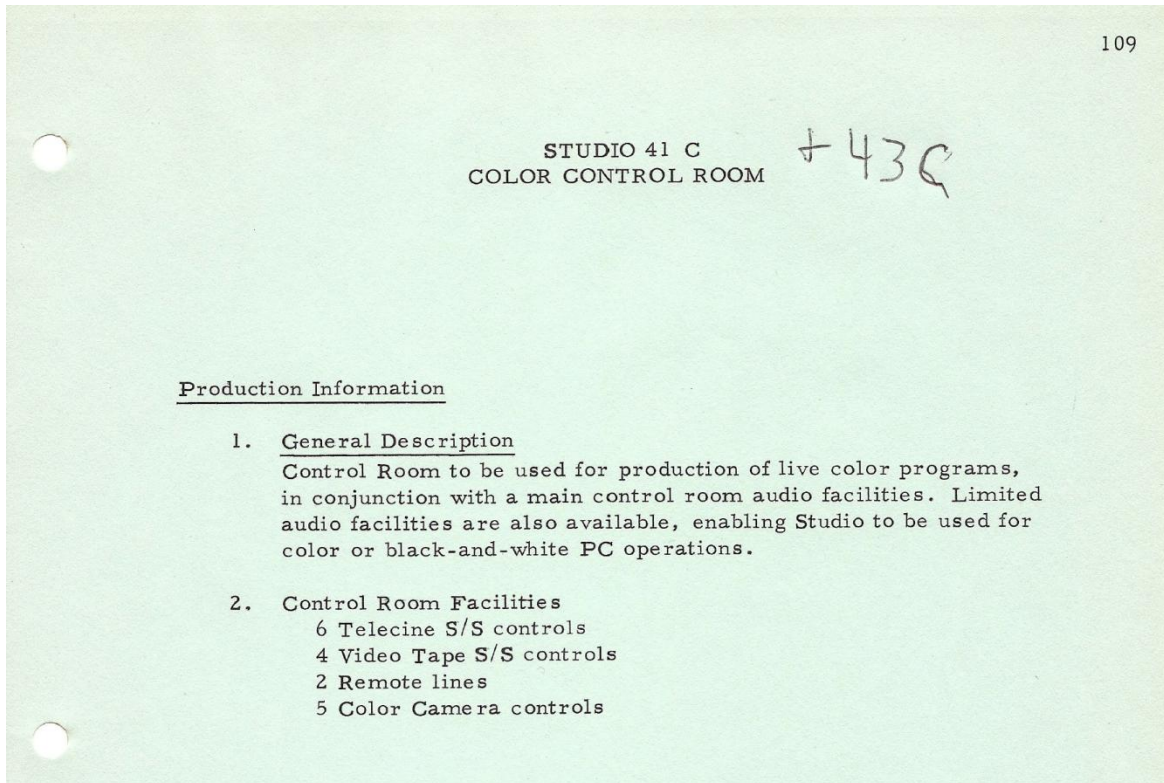 109
STUDIO 41 C + 43C
COLOR CONTROL ROOM
Production Information
1. General Description
Control Room to be used for production of live color programs,
in conjunction with a main control room audio facilities. Limited
audio facilities are also available, enabling Studio to be used for
color or black-and-white PC operations.
2. Control Room Facilities
6 Telecine S/S controls
4 Video Tape S/S controls
2 Remote lines
5 Color Camera controls